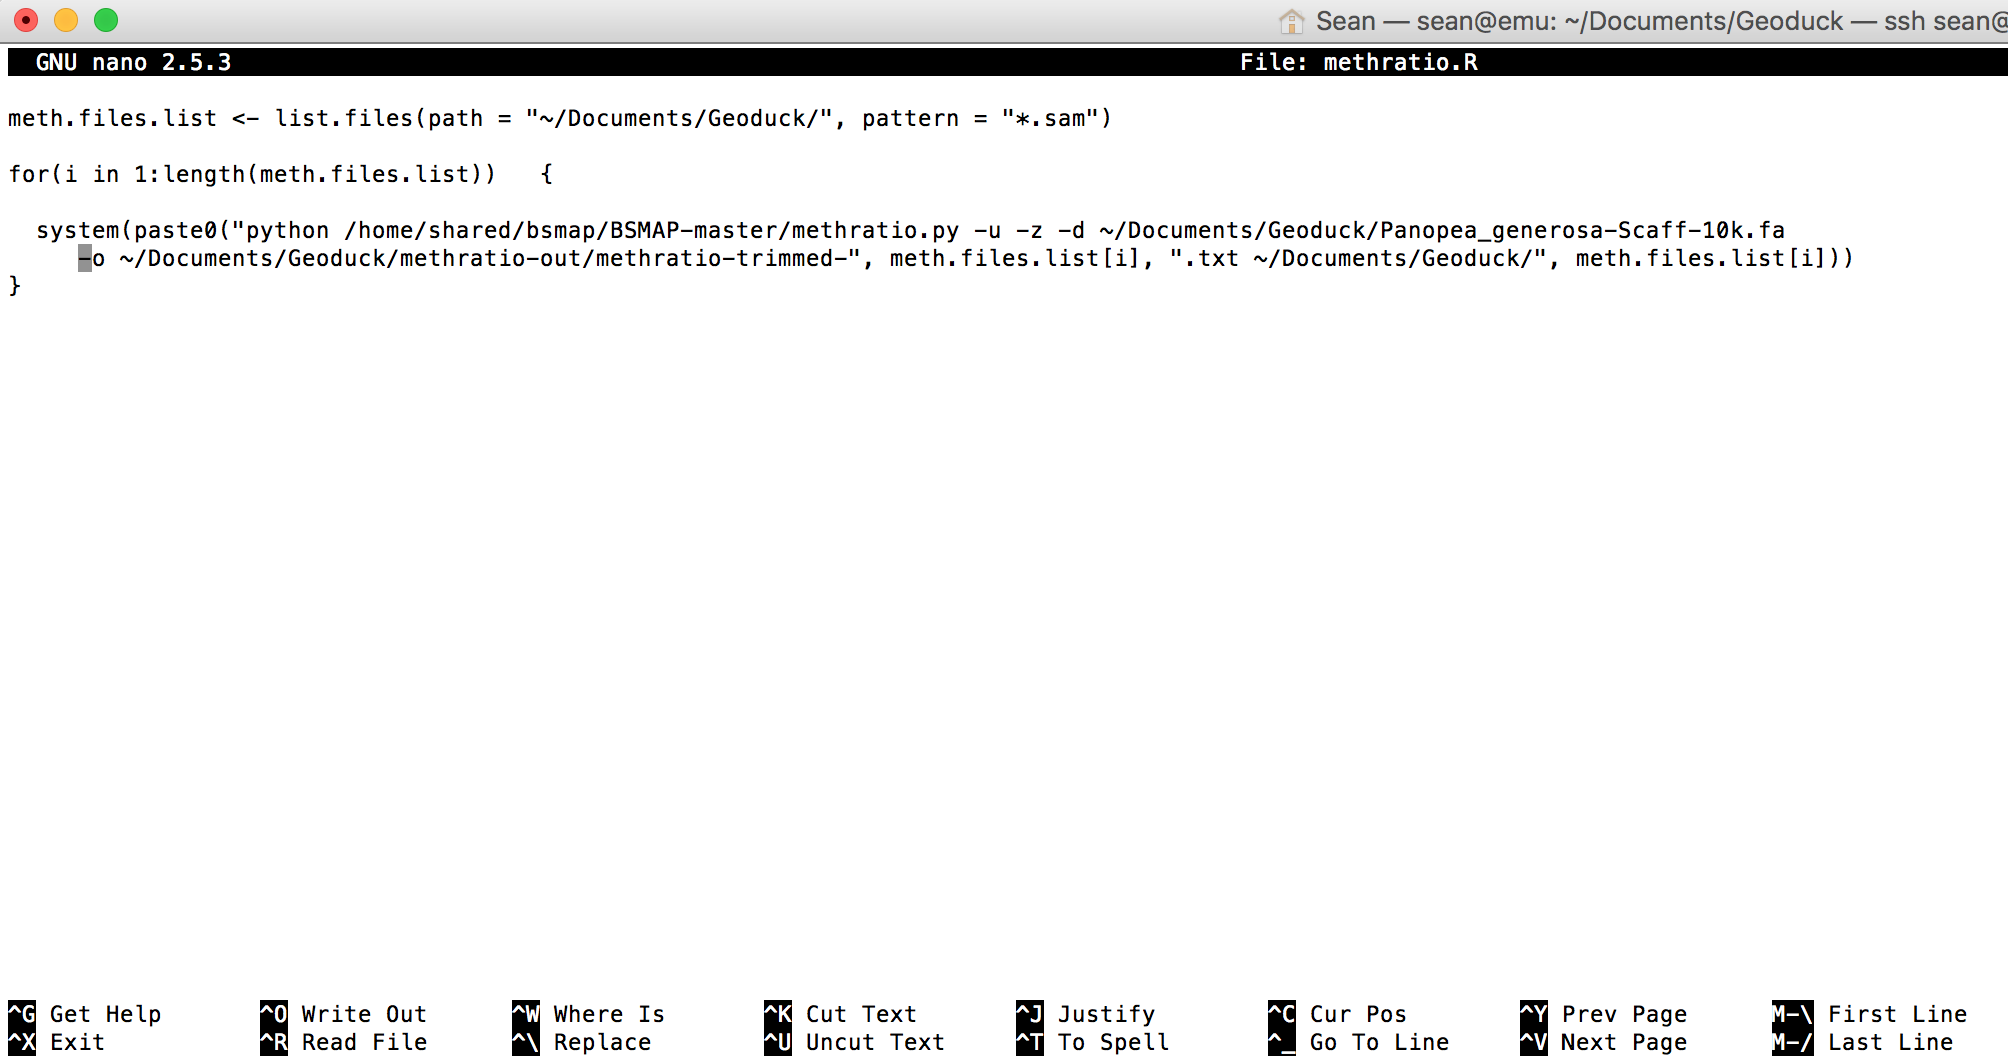 Sean — sean@emu: ~/Documents/Geoduck — ssh sean@
GNU nano 2.5.3 File: methratio.R
meth.files.list <- list.files(path = "~/Documents/Geoduck/", pattern = "*.sam")
for(i in 1:length(meth.files.list)) {
system(paste0("python /home/shared/bsmap/BSMAP-master/methratio.py -u -z -d ~/Documents/Geoduck/Panopea_generosa-Scaff-10k.fa
-o ~/Documents/Geoduck/methratio-out/methratio-trimmed-", meth.files.list[i], ".txt ~/Documents/Geoduck/", meth.files.list[i]))
}
^G Get Help ^O Write Out ^W Where Is ^K Cut Text ^J Justify ^C Cur Pos ^Y Prev Page M-\ First Line
^X Exit ^R Read File ^\ Replace ^U Uncut Text ^T To Spell ^_ Go To Line ^V Next Page M-/ Last Line